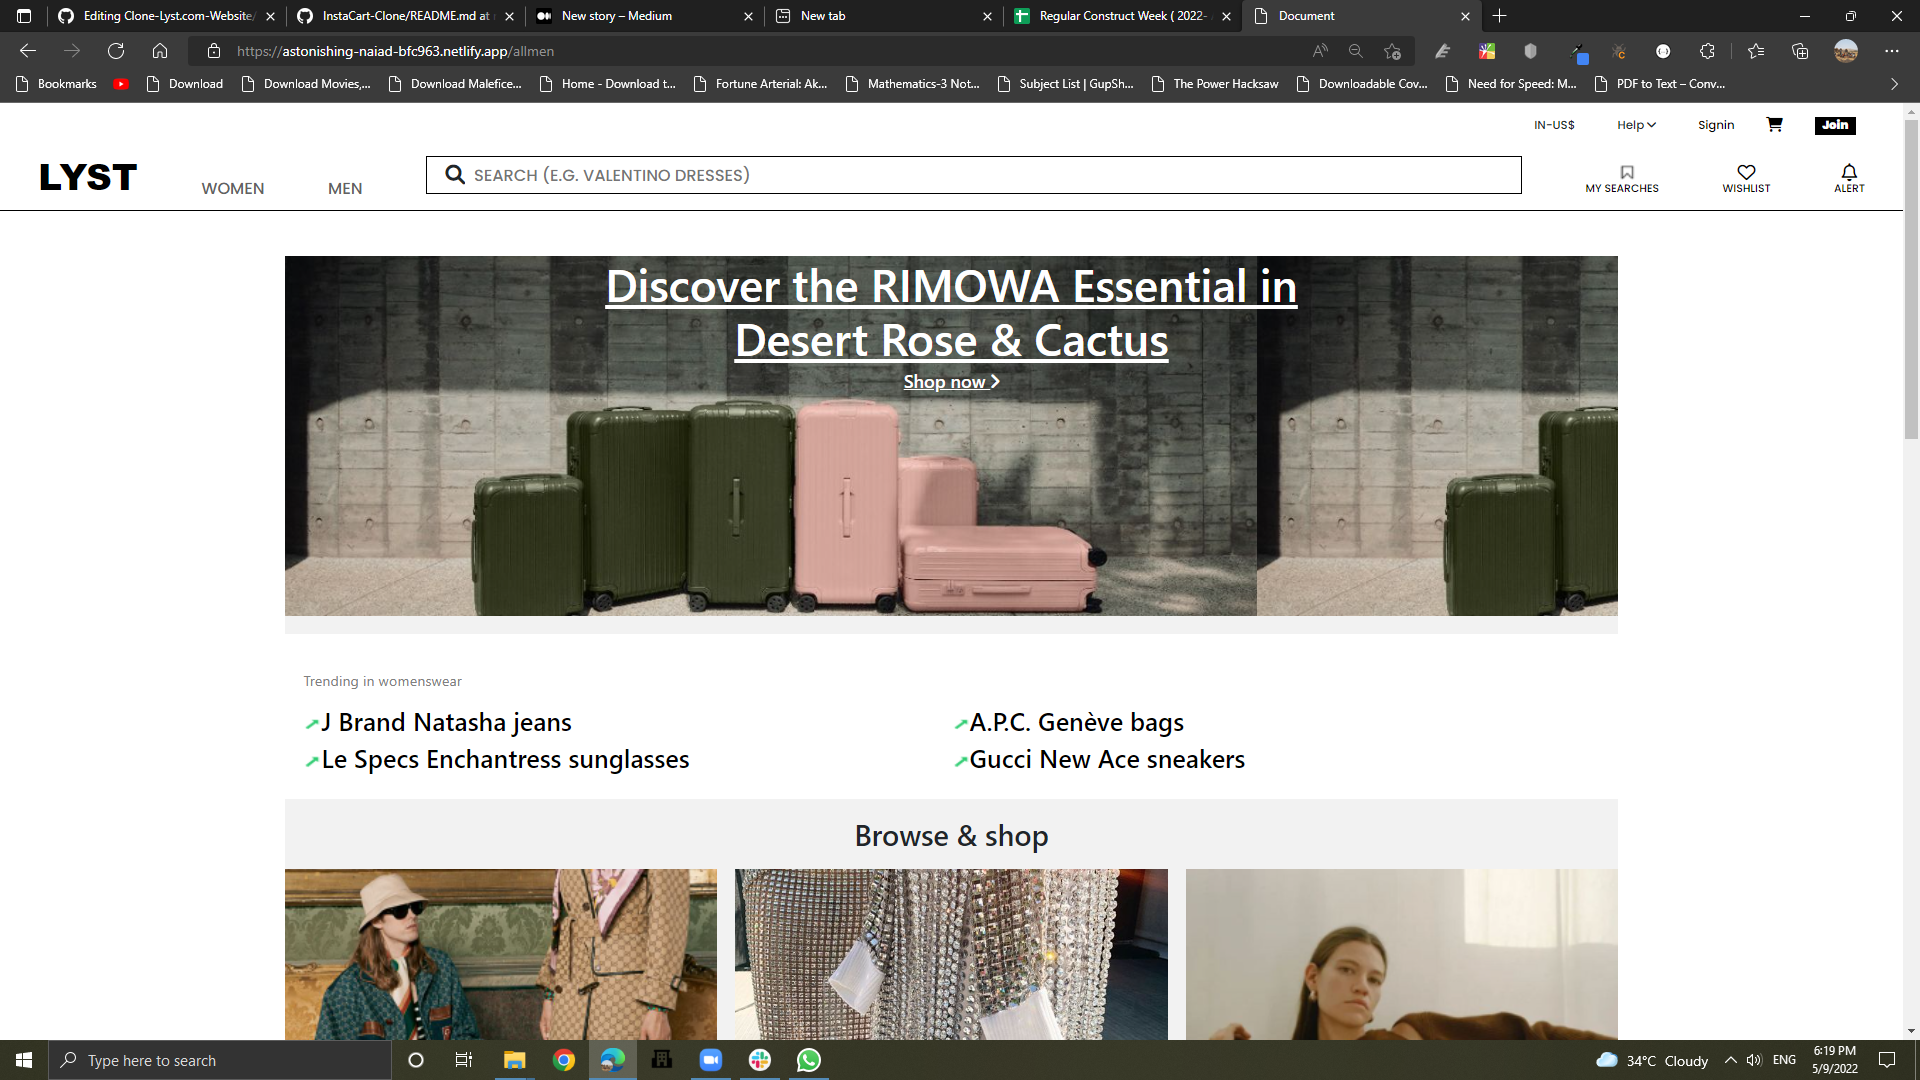 Editing Clone-Lyst.com-Website/
InstaCart-Clone/README.md at
New story – Medium
New tab
Regular Construct Week ( 2022-
Document
https://astonishing-naiad-bfc963.netlify.app/allmen
Bookmarks
Download
Download Movies,...
Download Malefice...
Home - Download t...
Fortune Arterial: Ak...
Mathematics-3 Not...
Subject List | GupSh...
The Power Hacksaw
Downloadable Cov...
Need for Speed: M...
PDF to Text – Conv...
IN-US$
Help
Signin
Join
LYST
WOMEN
MEN
SEARCH (E.G. VALENTINO DRESSES)
MY SEARCHES
WISHLIST
ALERT
Discover the RIMOWA Essential in
Desert Rose & Cactus
Shop now
Trending in womenswear
J Brand Natasha jeans
A.P.C. Genève bags
Le Specs Enchantress sunglasses
Gucci New Ace sneakers
Browse & shop
Type here to search
34°C Cloudy
ENG
6:19 PM
5/9/2022